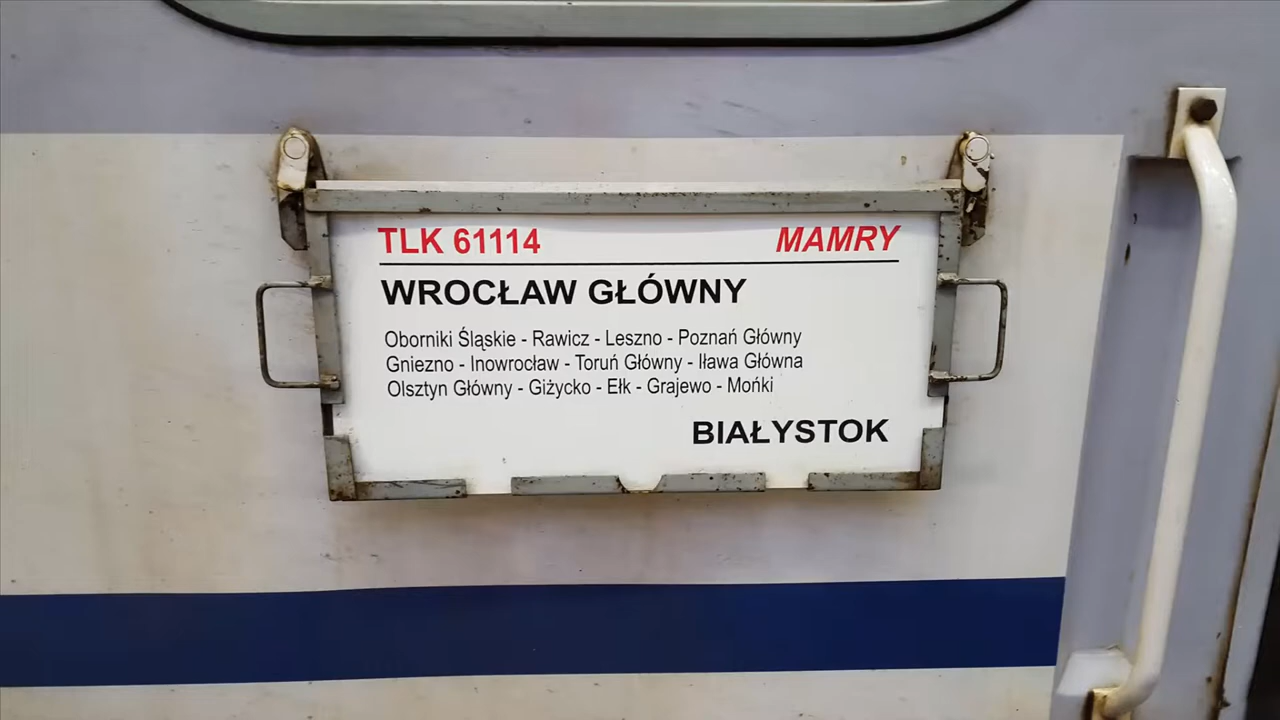 TLK 61114 MAMRY
WROCŁAW GŁÓWNY
Oborniki Śląskie - Rawicz - Leszno - Poznań Główny
Gniezno - Inowrocław - Toruń Główny - Iława Główna
Olsztyn Główny - Giżycko - Ełk - Grajewo - Mońki
BIAŁYSTOK